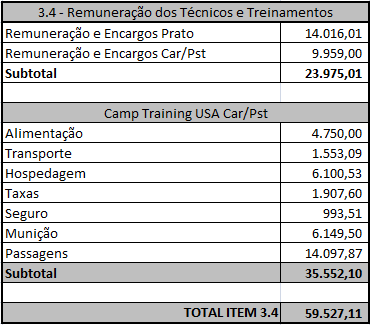 3.4 - Remuneração dos Técnicos e Treinamentos
Remuneração e Encargos Prato 14.016,01
Remuneração e Encargos Car/Pst 9.959,00
Subtotal 23.975,01
Camp Training USA Car/Pst
Alimentação 4.750,00
Transporte 1.553,09
Hospedagem 6.100,53
Taxas 1.907,60
Seguro 993,51
Munição 6.149,50
Passagens 14.097,87
Subtotal 35.552,10
TOTAL ITEM 3.4 59.527,11